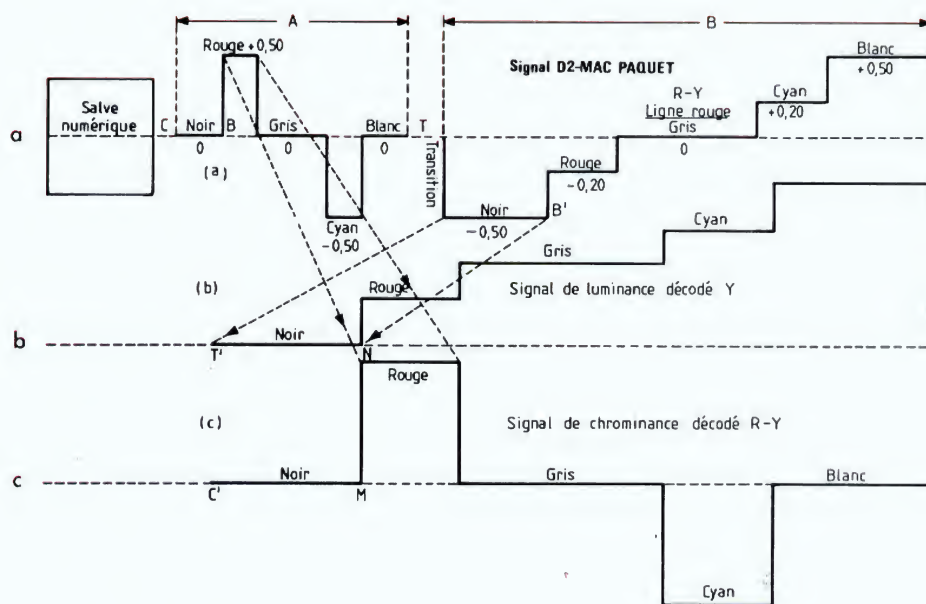 A
B
Rouge +0,50
Blanc
+0,50
Signal D2-MAC PAQUET
Salve
numérique
R-Y
Ligne rouge
Cyan
+0,20
a
C
Noir
0
B
Gris
0
Blanc
0
T
Transition
Gris
0
Rouge
-0,20
(a)
Cyan
-0,50
Noir
-0,50
B'
Cyan
Gris
(b)
Rouge
Signal de luminance décodé Y
b
T'
Noir
N
Rouge
(c)
Signal de chrominance décodé R-Y
c
C'
Noir
M
Gris
Blanc
Cyan